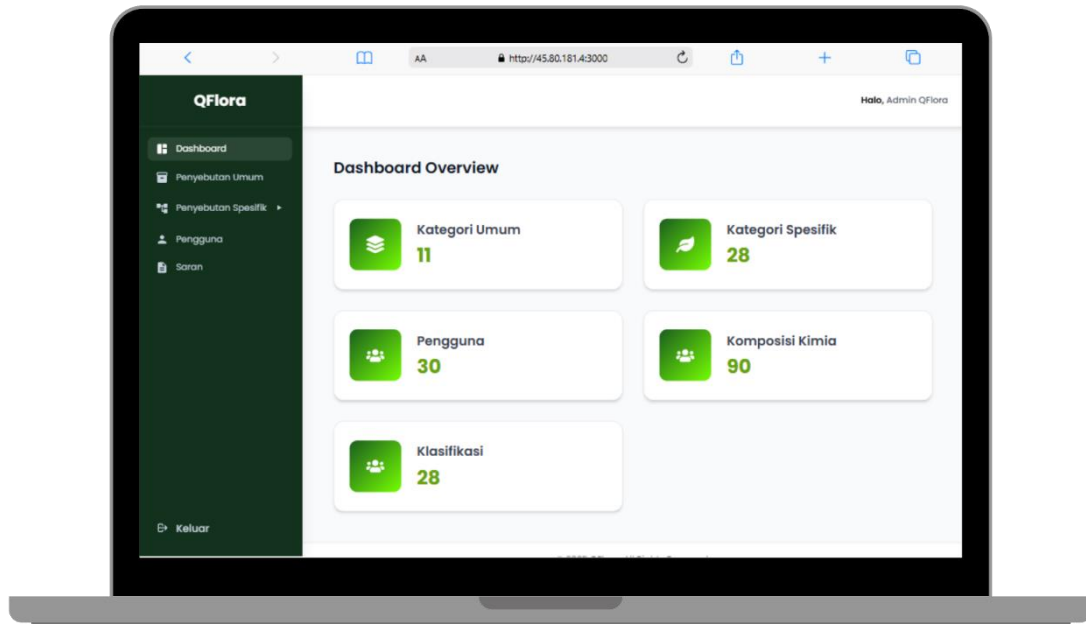 AA
http://45.80.181.4:3000
QFlora
Halo, Admin QFlora
Dashboard
Penyebutan Umum
Penyebutan Spesifik
Pengguna
Saran
Keluar
Dashboard Overview
Kategori Umum
11
Kategori Spesifik
28
Pengguna
30
Komposisi Kimia
90
Klasifikasi
28